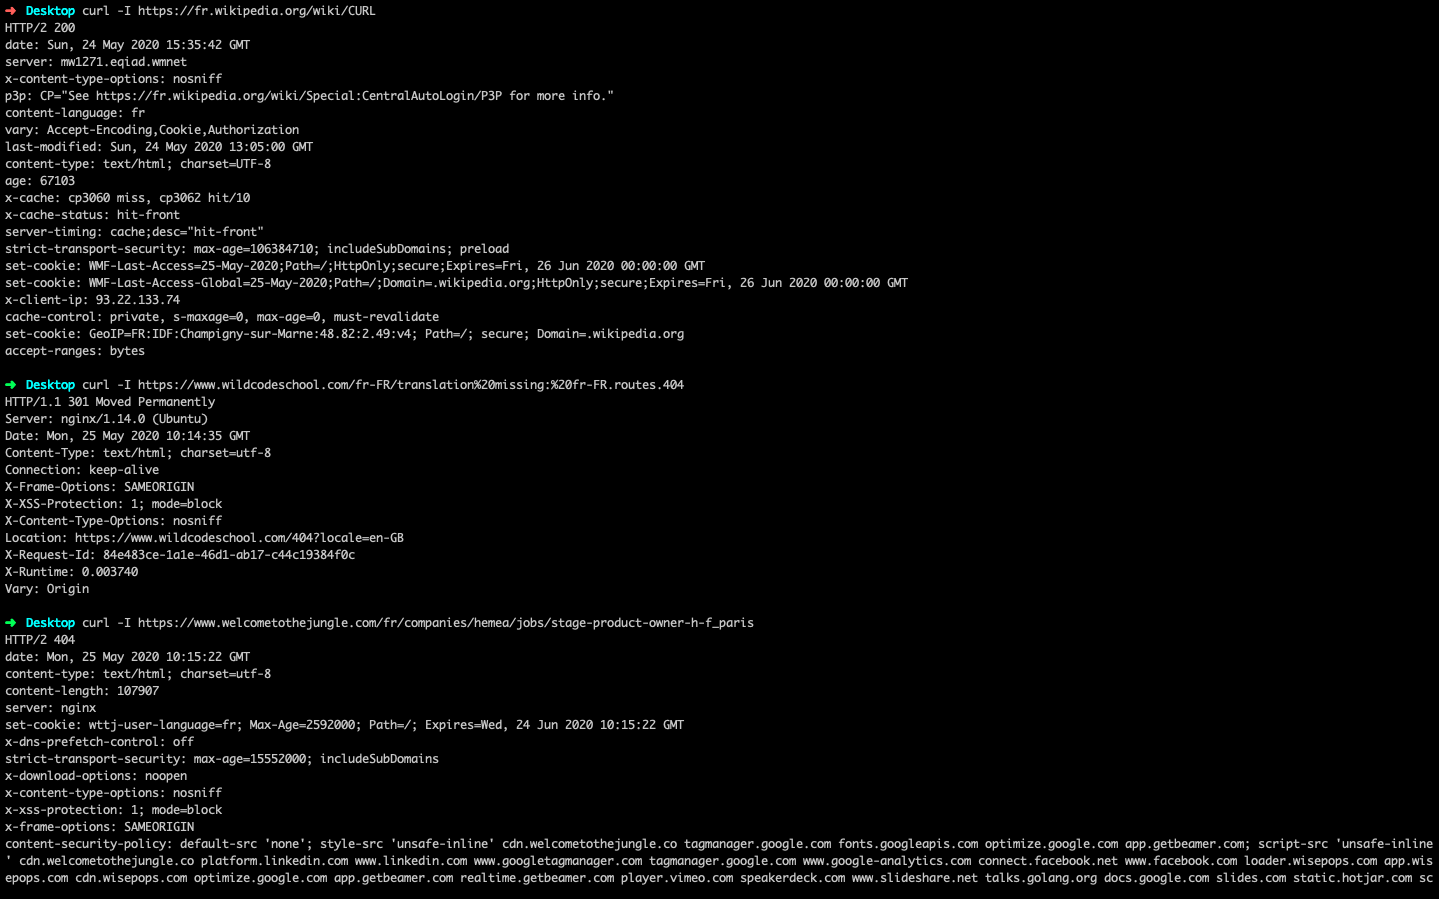 ➜ Desktop curl -I https://fr.wikipedia.org/wiki/CURL
HTTP/2 200
date: Sun, 24 May 2020 15:35:42 GMT
server: mw1271.eqiad.wmnet
x-content-type-options: nosniff
p3p: CP="See https://fr.wikipedia.org/wiki/Special:CentralAutoLogin/P3P for more info."
content-language: fr
vary: Accept-Encoding,Cookie,Authorization
last-modified: Sun, 24 May 2020 13:05:00 GMT
content-type: text/html; charset=UTF-8
age: 67103
x-cache: cp3060 miss, cp3062 hit/10
x-cache-status: hit-front
server-timing: cache;desc="hit-front"
strict-transport-security: max-age=106384710; includeSubDomains; preload
set-cookie: WMF-Last-Access=25-May-2020;Path=/;HttpOnly;secure;Expires=Fri, 26 Jun 2020 00:00:00 GMT
set-cookie: WMF-Last-Access-Global=25-May-2020;Path=/;Domain=.wikipedia.org;HttpOnly;secure;Expires=Fri, 26 Jun 2020 00:00:00 GMT
x-client-ip: 93.22.133.74
cache-control: private, s-maxage=0, max-age=0, must-revalidate
set-cookie: GeoIP=FR:IDF:Champigny-sur-Marne:48.82:2.49:v4; Path=/; secure; Domain=.wikipedia.org
accept-ranges: bytes
➜ Desktop curl -I https://www.wildcodeschool.com/fr-FR/translation%20missing:%20fr-FR.routes.404
HTTP/1.1 301 Moved Permanently
Server: nginx/1.14.0 (Ubuntu)
Date: Mon, 25 May 2020 10:14:35 GMT
Content-Type: text/html; charset=utf-8
Connection: keep-alive
X-Frame-Options: SAMEORIGIN
X-XSS-Protection: 1; mode=block
X-Content-Type-Options: nosniff
Location: https://www.wildcodeschool.com/404?locale=en-GB
X-Request-Id: 84e483ce-1a1e-46d1-ab17-c44c19384f0c
X-Runtime: 0.003740
Vary: Origin
➜ Desktop curl -I https://www.welcometothejungle.com/fr/companies/hemea/jobs/stage-product-owner-h-f_paris
HTTP/2 404
date: Mon, 25 May 2020 10:15:22 GMT
content-type: text/html; charset=utf-8
content-length: 107907
server: nginx
set-cookie: wttj-user-language=fr; Max-Age=2592000; Path=/; Expires=Wed, 24 Jun 2020 10:15:22 GMT
x-dns-prefetch-control: off
strict-transport-security: max-age=15552000; includeSubDomains
x-download-options: noopen
x-content-type-options: nosniff
x-xss-protection: 1; mode=block
x-frame-options: SAMEORIGIN
content-security-policy: default-src 'none'; style-src 'unsafe-inline' cdn.welcometothejungle.co tagmanager.google.com fonts.googleapis.com optimize.google.com app.getbeamer.com; script-src 'unsafe-inline
' cdn.welcometothejungle.co platform.linkedin.com www.linkedin.com www.googletagmanager.com tagmanager.google.com www.google-analytics.com connect.facebook.net www.facebook.com loader.wisepops.com app.wis
epops.com cdn.wisepops.com optimize.google.com app.getbeamer.com realtime.getbeamer.com player.vimeo.com speakerdeck.com www.slideshare.net talks.golang.org docs.google.com slides.com static.hotjar.com sc